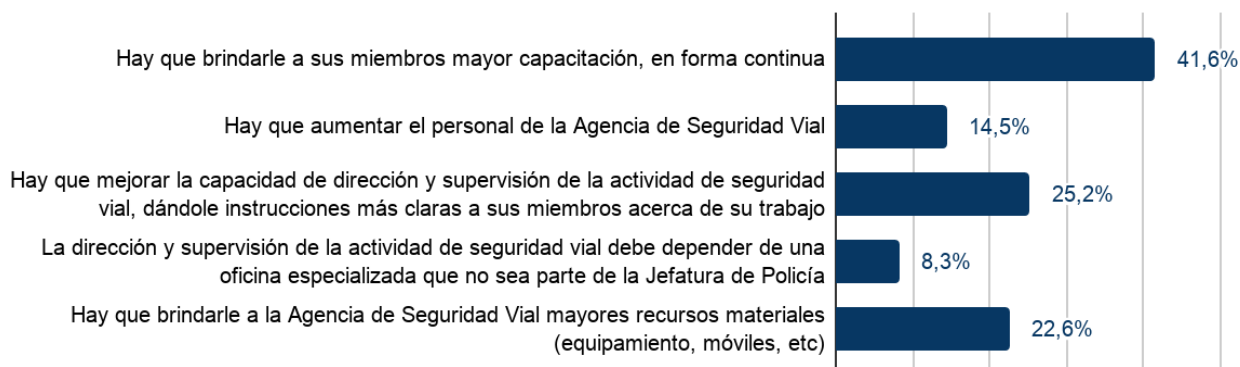 Hay que brindarle a sus miembros mayor capacitación, en forma continua
41,6%
Hay que aumentar el personal de la Agencia de Seguridad Vial
14,5%
Hay que mejorar la capacidad de dirección y supervisión de la actividad de seguridad
vial, dándole instrucciones más claras a sus miembros acerca de su trabajo
25,2%
La dirección y supervisión de la actividad de seguridad vial debe depender de una
oficina especializada que no sea parte de la Jefatura de Policía
8,3%
Hay que brindarle a la Agencia de Seguridad Vial mayores recursos materiales
(equipamiento, móviles, etc)
22,6%